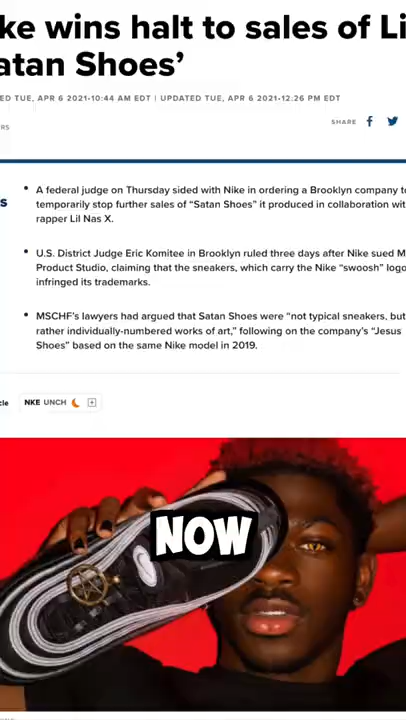 ke wins halt to sales of Li
atan Shoes’
ED TUE, APR 6 2021•10:44 AM EDT | UPDATED TUE, APR 6 2021•12:26 PM EDT
SHARE
RS
s
• A federal judge on Thursday sided with Nike in ordering a Brooklyn company to
temporarily stop further sales of “Satan Shoes” it produced in collaboration wit
rapper Lil Nas X.
• U.S. District Judge Eric Komitee in Brooklyn ruled three days after Nike sued M
Product Studio, claiming that the sneakers, which carry the Nike “swoosh” logo
infringed its trademarks.
• MSCHF’s lawyers had argued that Satan Shoes were “not typical sneakers, but
rather individually-numbered works of art,” following on the company’s “Jesus
Shoes” based on the same Nike model in 2019.
cle
NKE UNCH
NOW